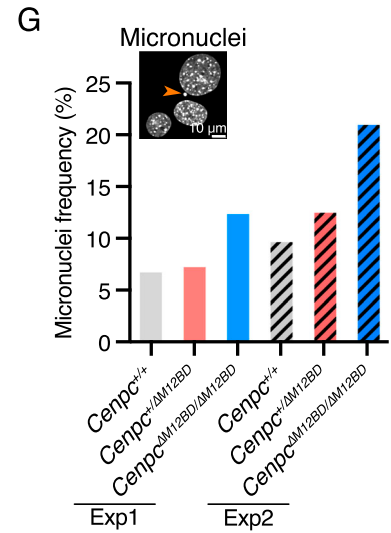 G
Micronuclei
10 μm
Micronuclei frequency (%)
25
20
15
10
5
0
Cenpc+/+
Cenpc+/ΔM12BD
CenpcΔM12BD/ΔM12BD
Cenpc+/+
Cenpc+/ΔM12BD
CenpcΔM12BD/ΔM12BD
Exp1
Exp2